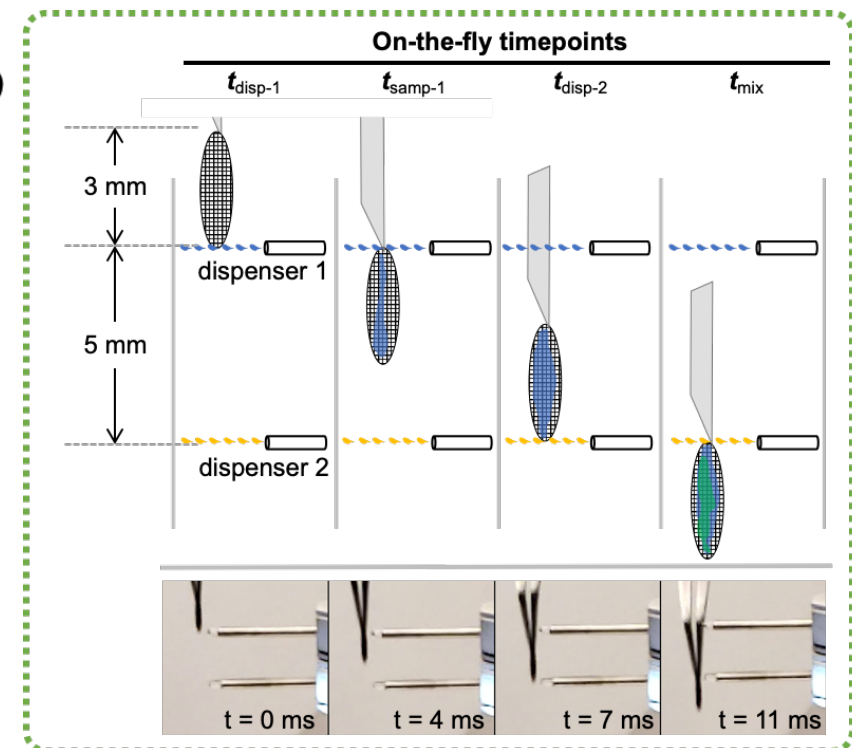 )
On-the-fly timepoints
tdisp-1 tsamp-1 tdisp-2 tmix
3 mm
dispenser 1
5 mm
dispenser 2
t = 0 ms t = 4 ms t = 7 ms t = 11 ms